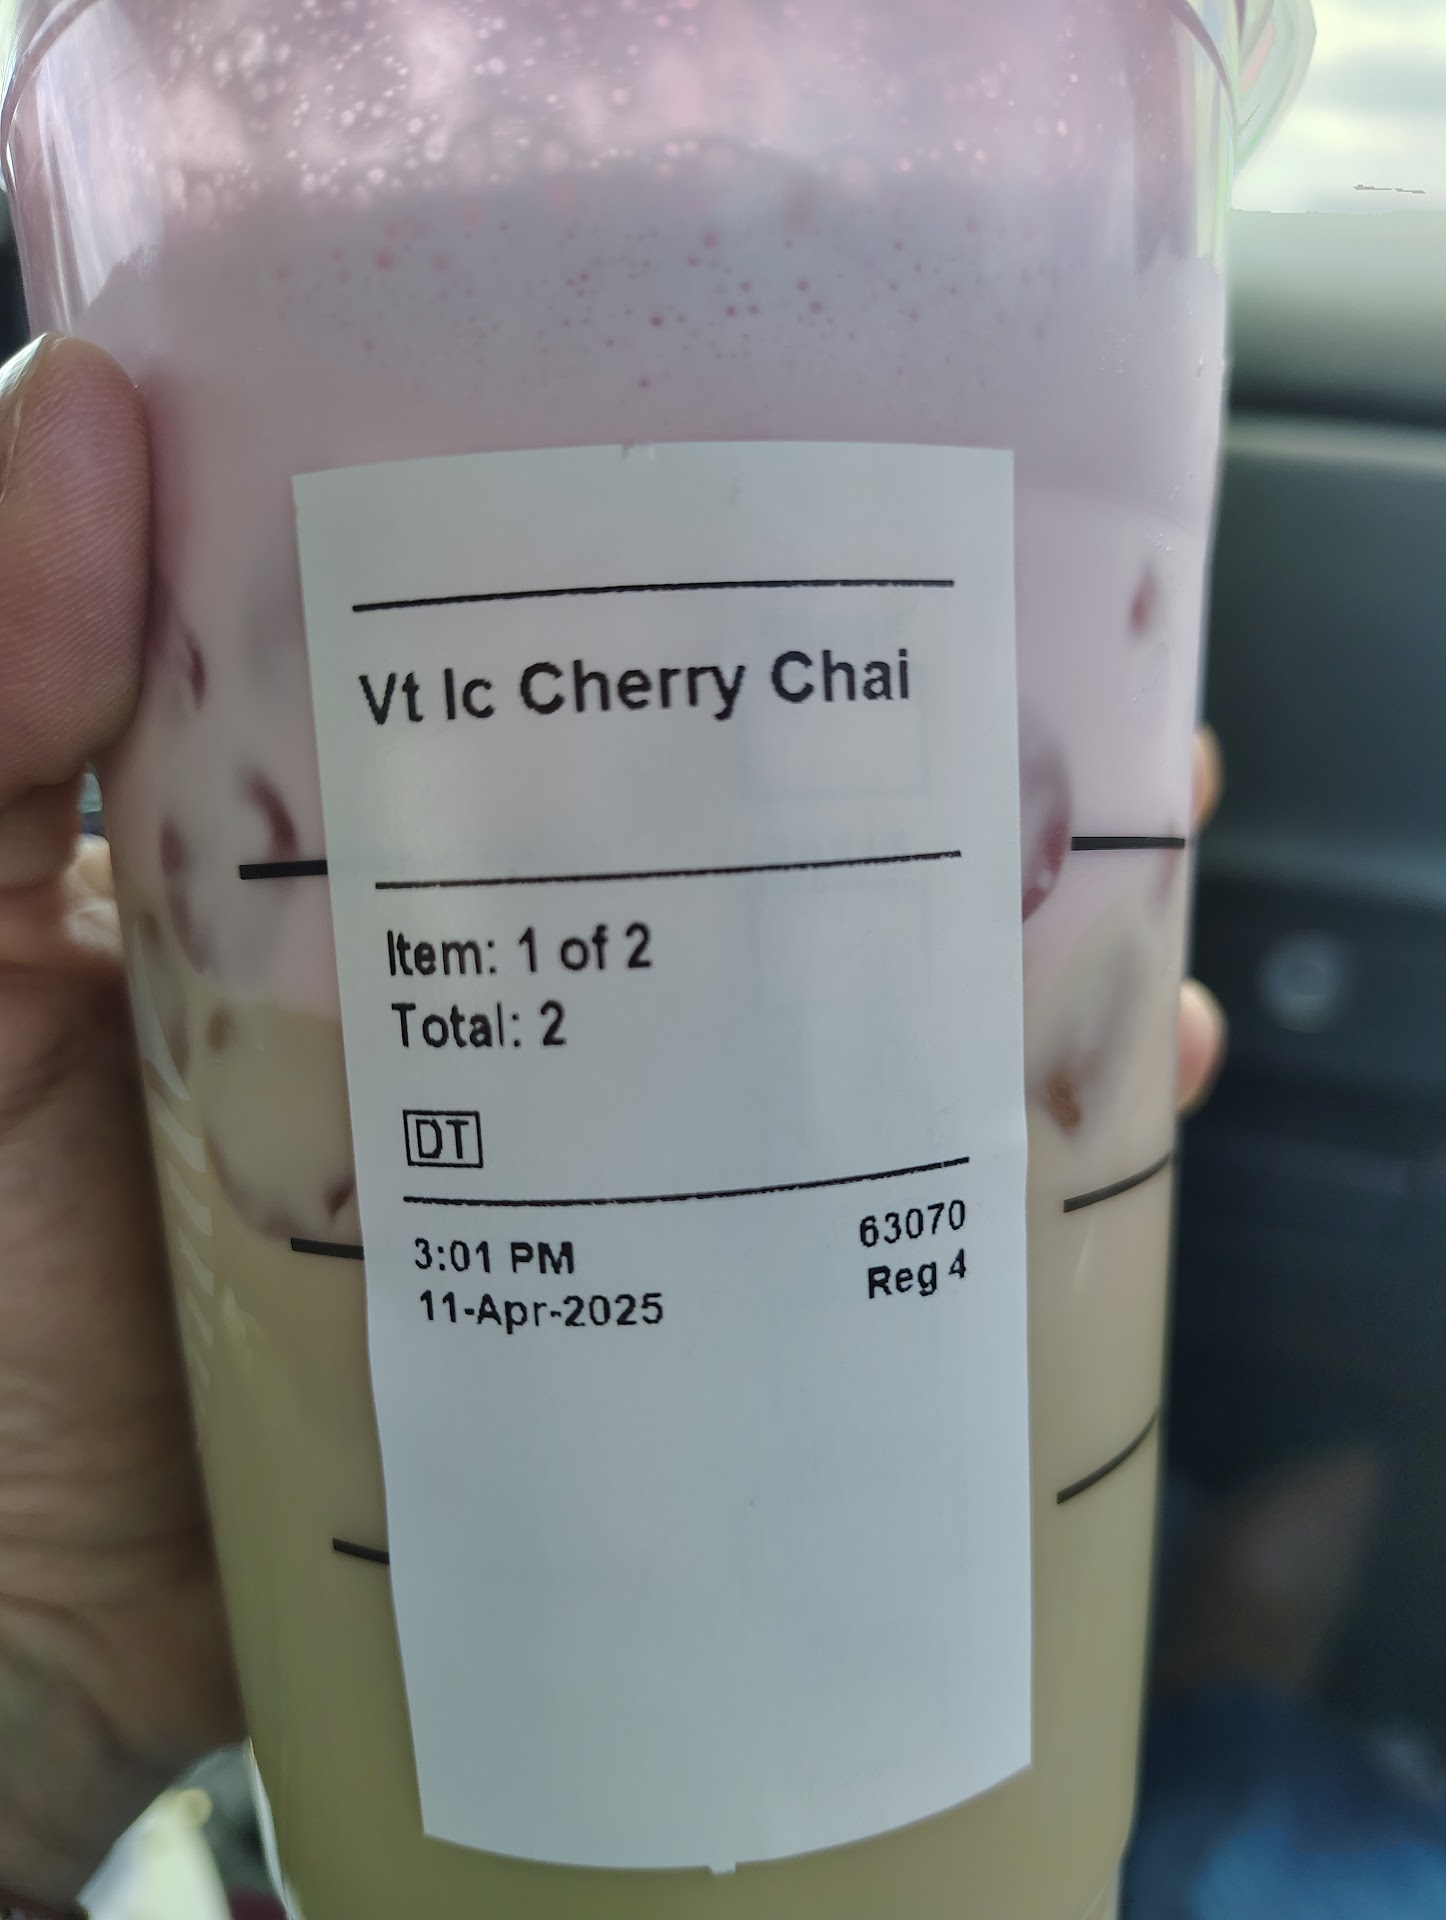 Vt Ic Cherry Chai
Item: 1 of 2
Total: 2
DT
3:01 PM 63070
11-Apr-2025 Reg 4